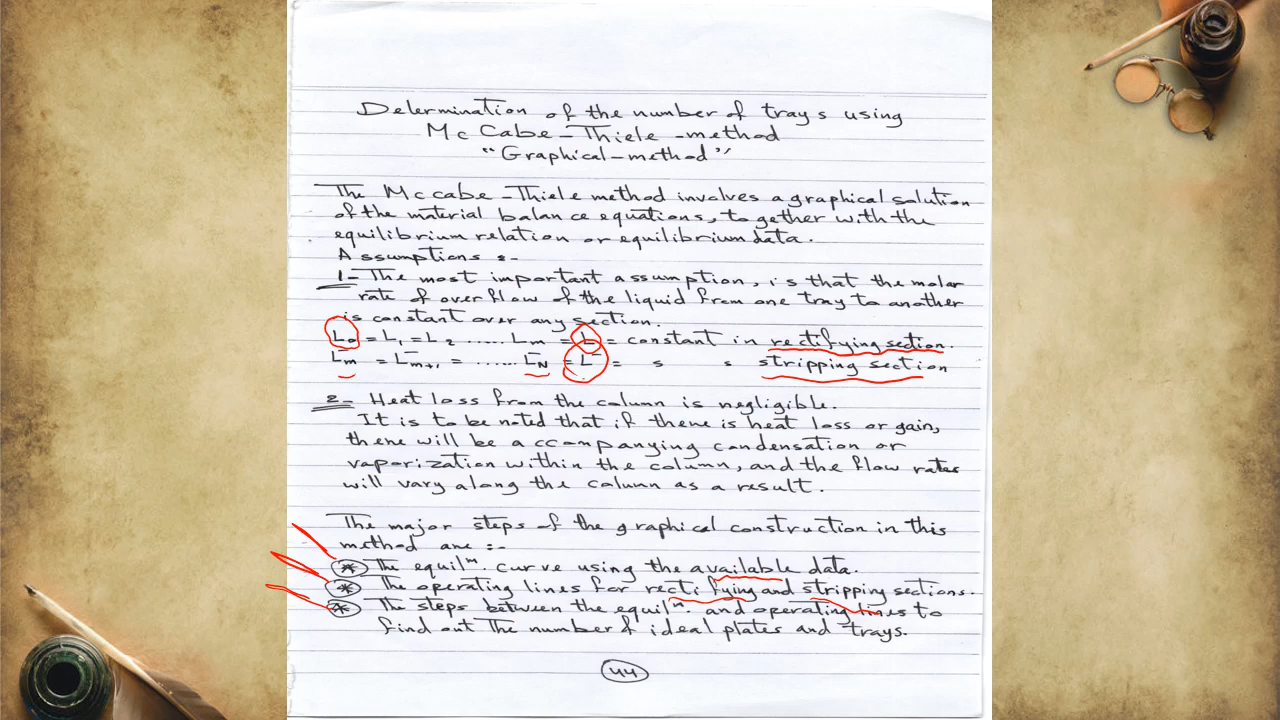 Determination of the number of trays using
Mc Cabe-Thiele-method
"Graphical-method"
The Mccabe-Thiele method involves a graphical solution
of the material balance equations, together with the
equilibrium relation or equilibrium data.
Assumptions :-
1- The most important assumption, is that the molar
rate of overflow of the liquid from one tray to another
is constant over any section.
L₀ = L₁ = L₂ ...... Lm = L = constant in rectifying section.
L̄m = L̄m+1 = ...... L̄N = L̄ = s s stripping section
2- Heat loss from the column is negligible.
It is to be noted that if there is heat loss or gain,
there will be accompanying condensation or
vaporization within the column, and the flow rates
will vary along the column as a result.
The major steps of the graphical construction in this
method are :-
* The equilᵐ. curve using the available data.
* The operating lines for rectifying and stripping sections.
* The steps between the equilᵐ. and operating lines to
find out the number of ideal plates and trays.
44